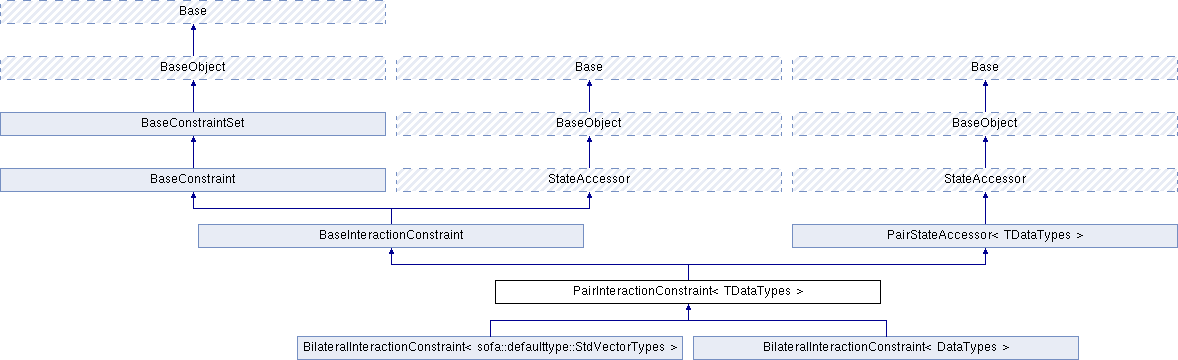 Base
BaseObject Base Base
BaseConstraintSet BaseObject BaseObject
BaseConstraint StateAccessor StateAccessor
BaseInteractionConstraint PairStateAccessor< TDataTypes >
PairInteractionConstraint< TDataTypes >
BilateralInteractionConstraint< sofa::defaulttype::StdVectorTypes > BilateralInteractionConstraint< DataTypes >